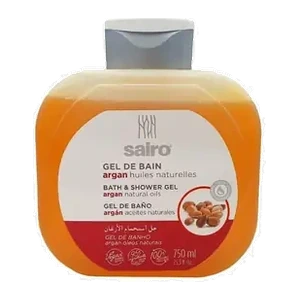 sairo
GEL DE BAIN
argan huiles naturelles
BATH & SHOWER GEL
argan natural oils
GEL DE BAÑO
argán aceites naturales
جل استحمام الأرغان
GEL DE BANHO
argan óleos naturais
750 ml